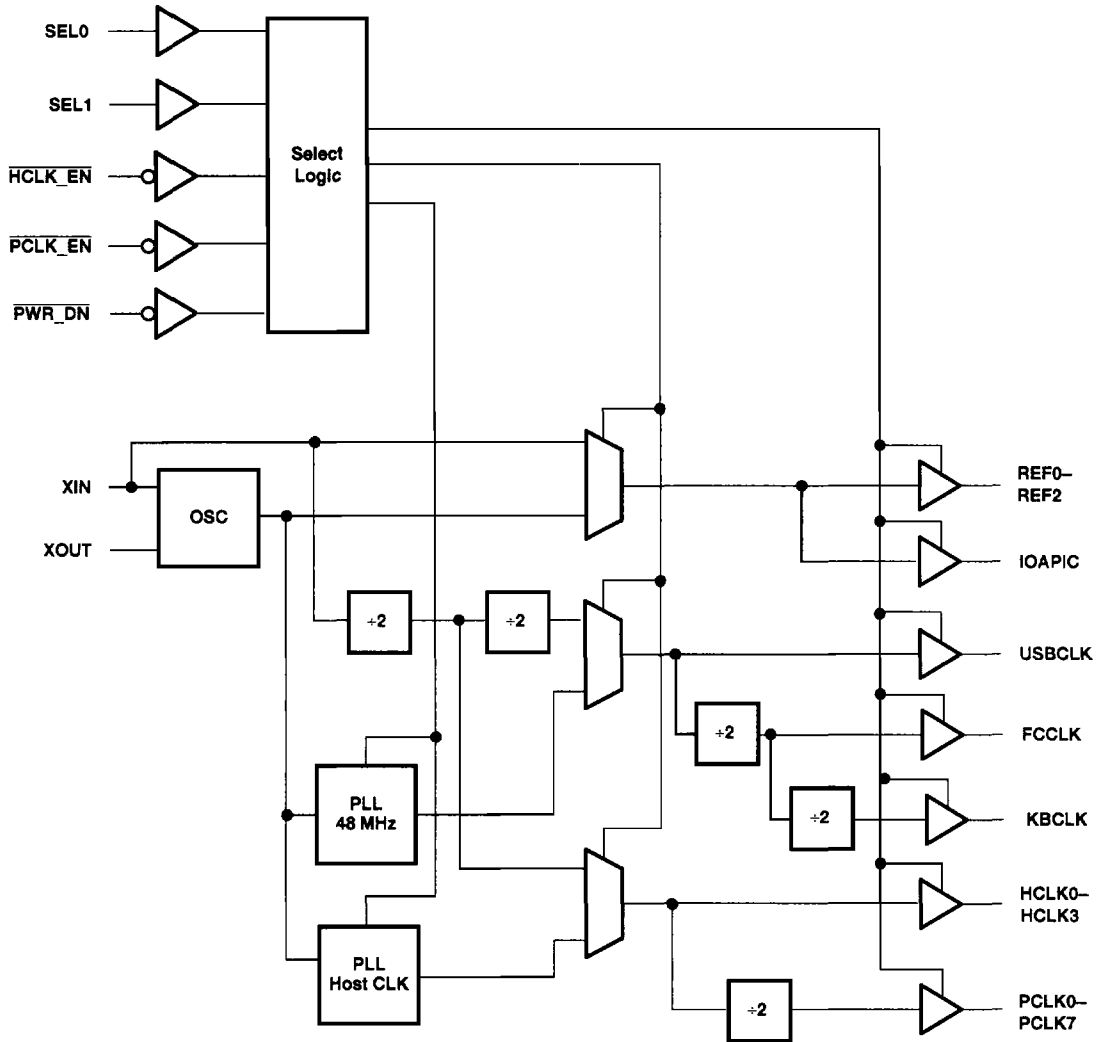 SEL0
SEL1
HCLK_EN
PCLK_EN
PWR_DN
Select
Logic
XIN
XOUT
OSC
÷2
÷2
PLL
48 MHz
PLL
Host CLK
÷2
÷2
÷2
REF0–
REF2
IOAPIC
USBCLK
FCCLK
KBCLK
HCLK0–
HCLK3
PCLK0–
PCLK7